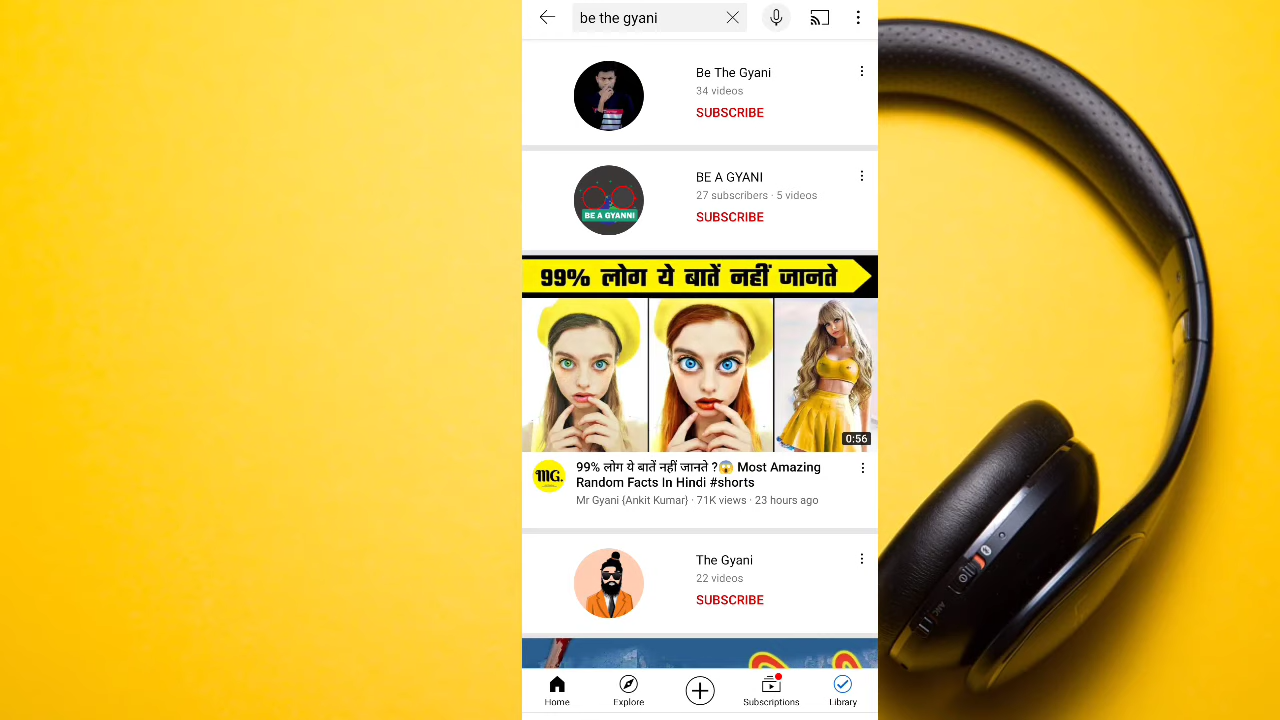 be the gyani
Be The Gyani
34 videos
SUBSCRIBE
BE A GYANNI
BE A GYANI
27 subscribers · 5 videos
SUBSCRIBE
99% लोग ये बातें नहीं जानते
0:56
MG.
99% लोग ये बातें नहीं जानते ?😱 Most Amazing
Random Facts In Hindi #shorts
Mr Gyani {Ankit Kumar} · 71K views · 23 hours ago
The Gyani
22 videos
SUBSCRIBE
Home
Explore
Subscriptions
Library